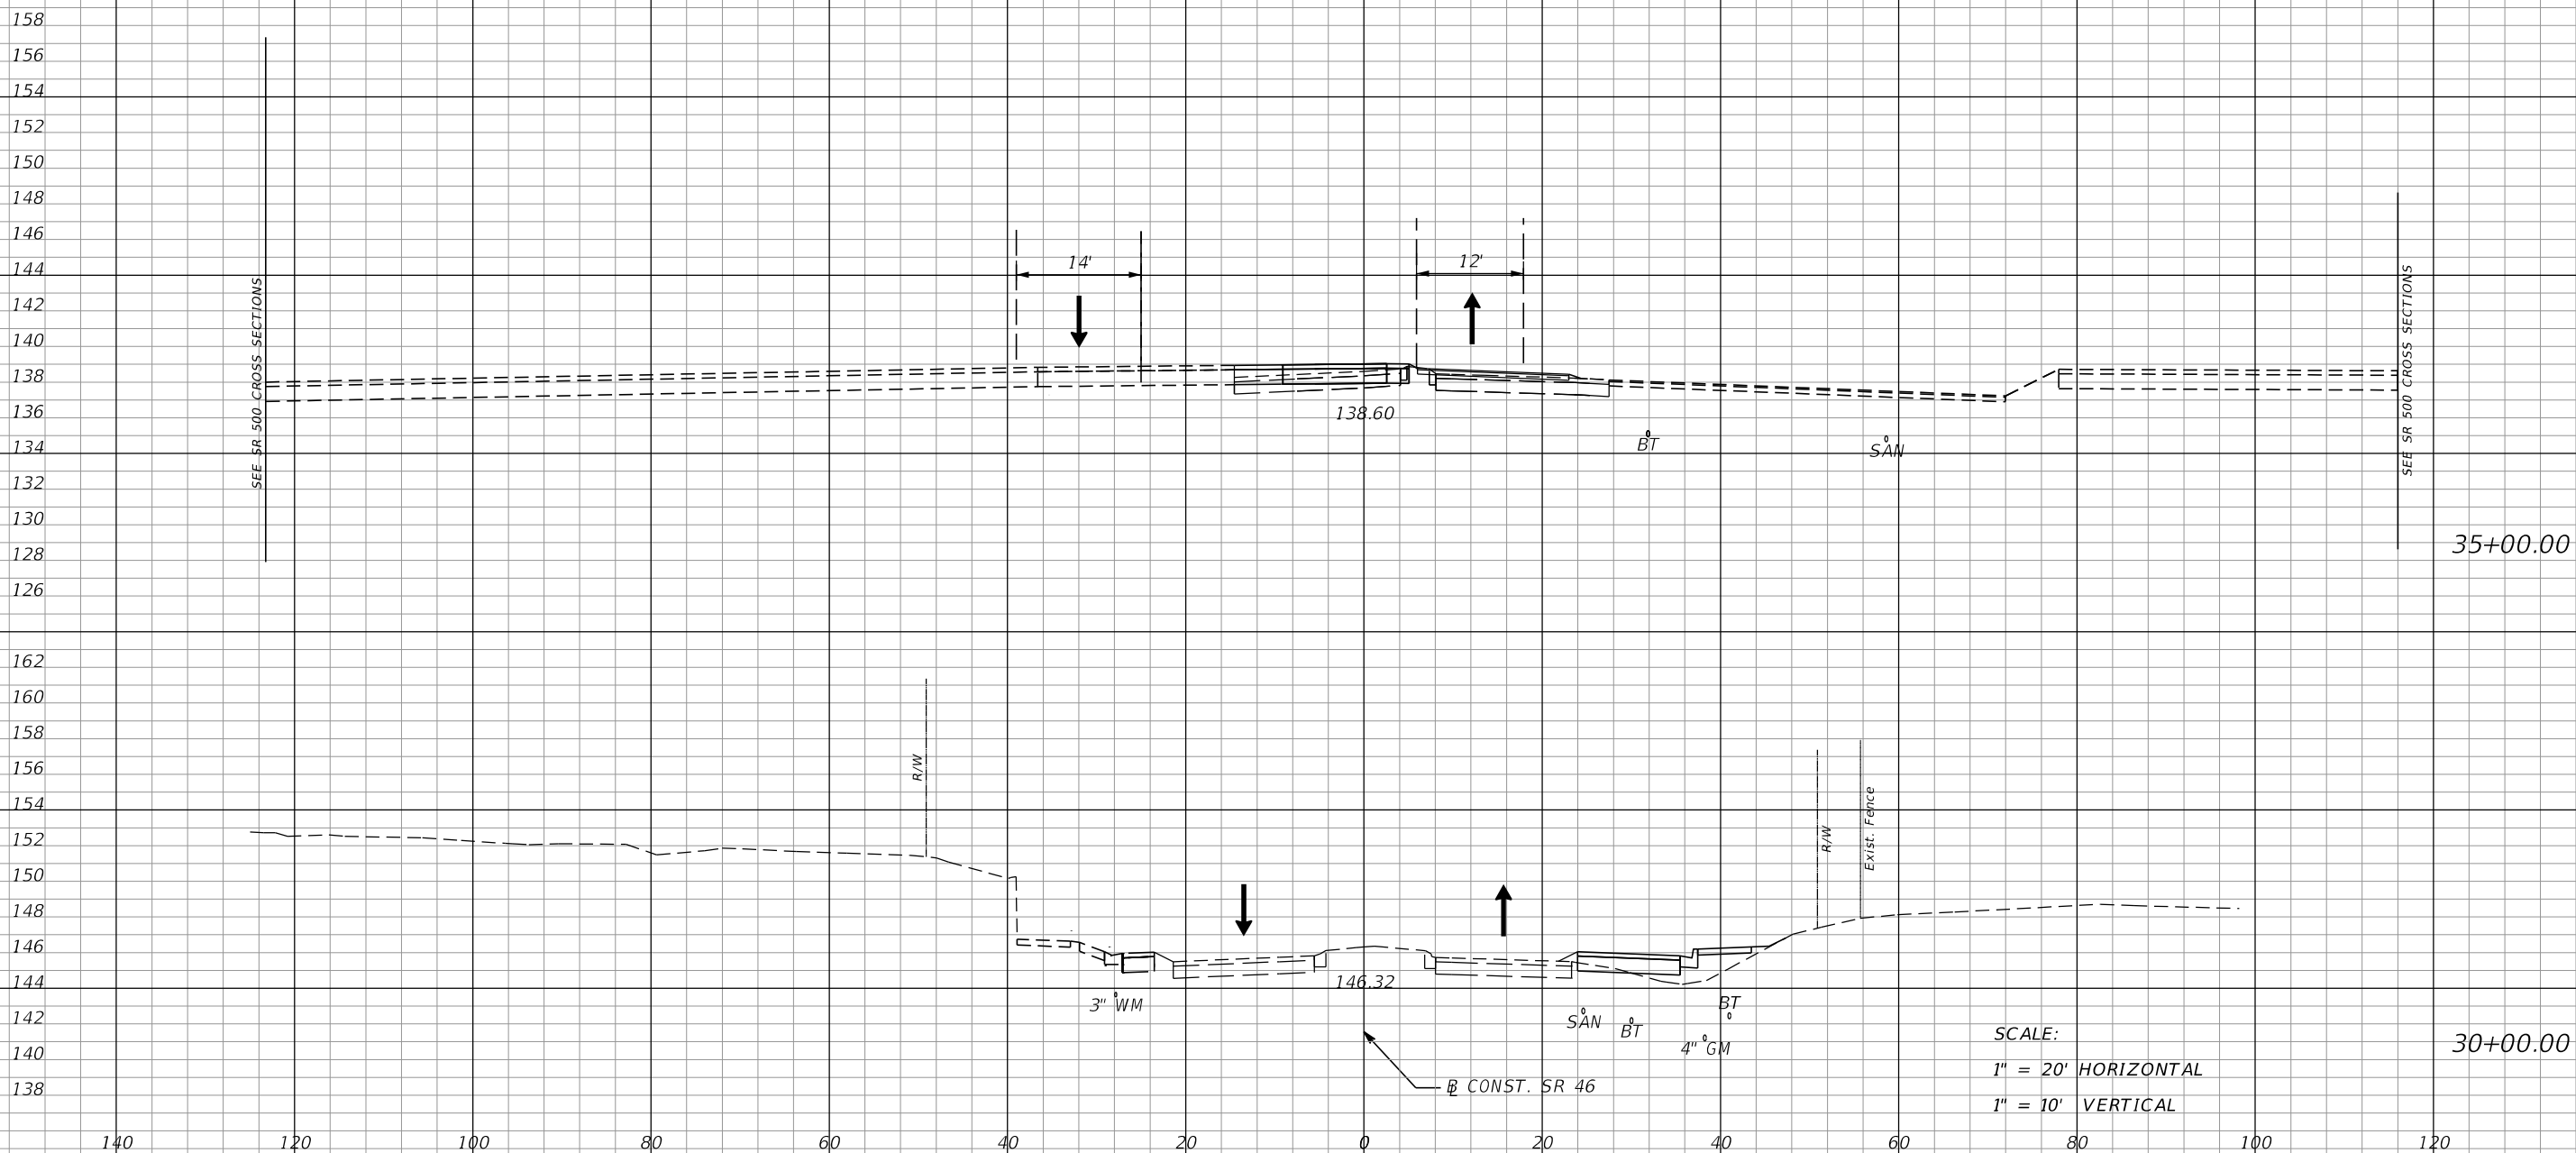 158
156
154
152
150
148
146
144
142
140
138
136
134
132
130
128
126
SEE SR 500 CROSS SECTIONS
14'
12'
138.60
BT
SAN
SEE SR 500 CROSS SECTIONS
35+00.00
162
160
158
156
154
152
150
148
146
144
142
140
138
R/W
R/W
Exist. Fence
146.32
3" WM
SAN
BT
BT
4" GM
BL CONST. SR 46
SCALE:
1" = 20' HORIZONTAL
1" = 10' VERTICAL
30+00.00
140 120 100 80 60 40 20 0 20 40 60 80 100 120